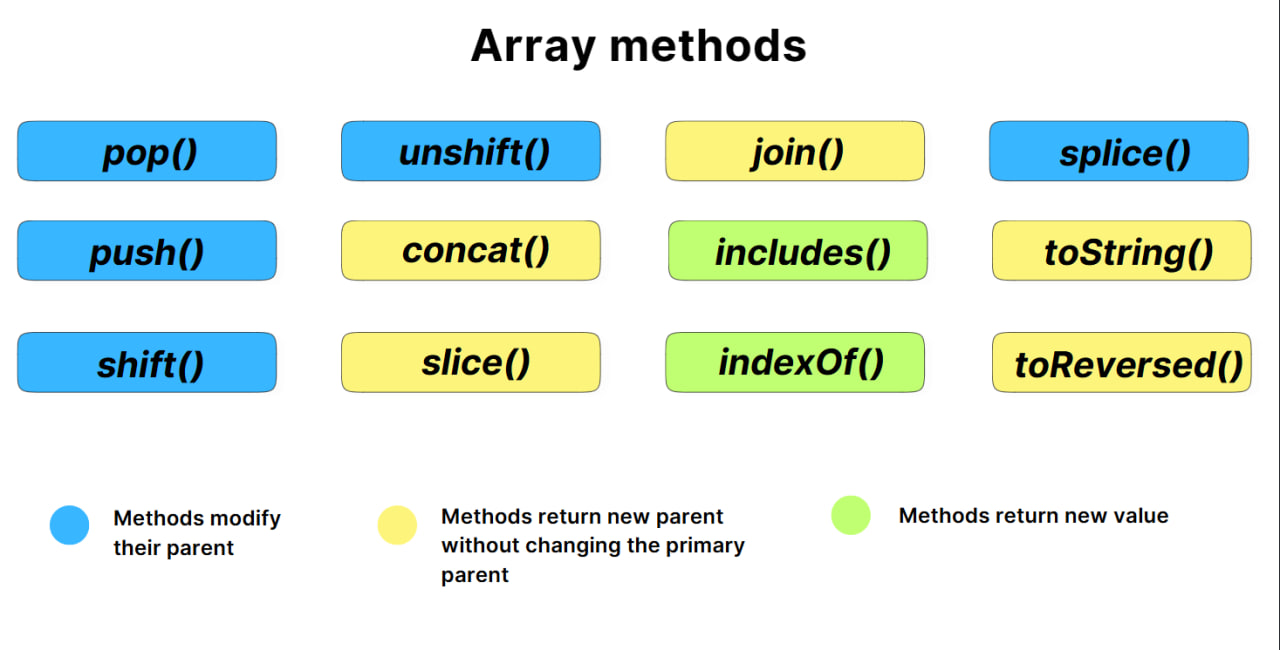 Array methods
pop()
unshift()
join()
splice()
push()
concat()
includes()
toString()
shift()
slice()
indexOf()
toReversed()
Methods modify
their parent
Methods return new parent
without changing the primary
parent
Methods return new value